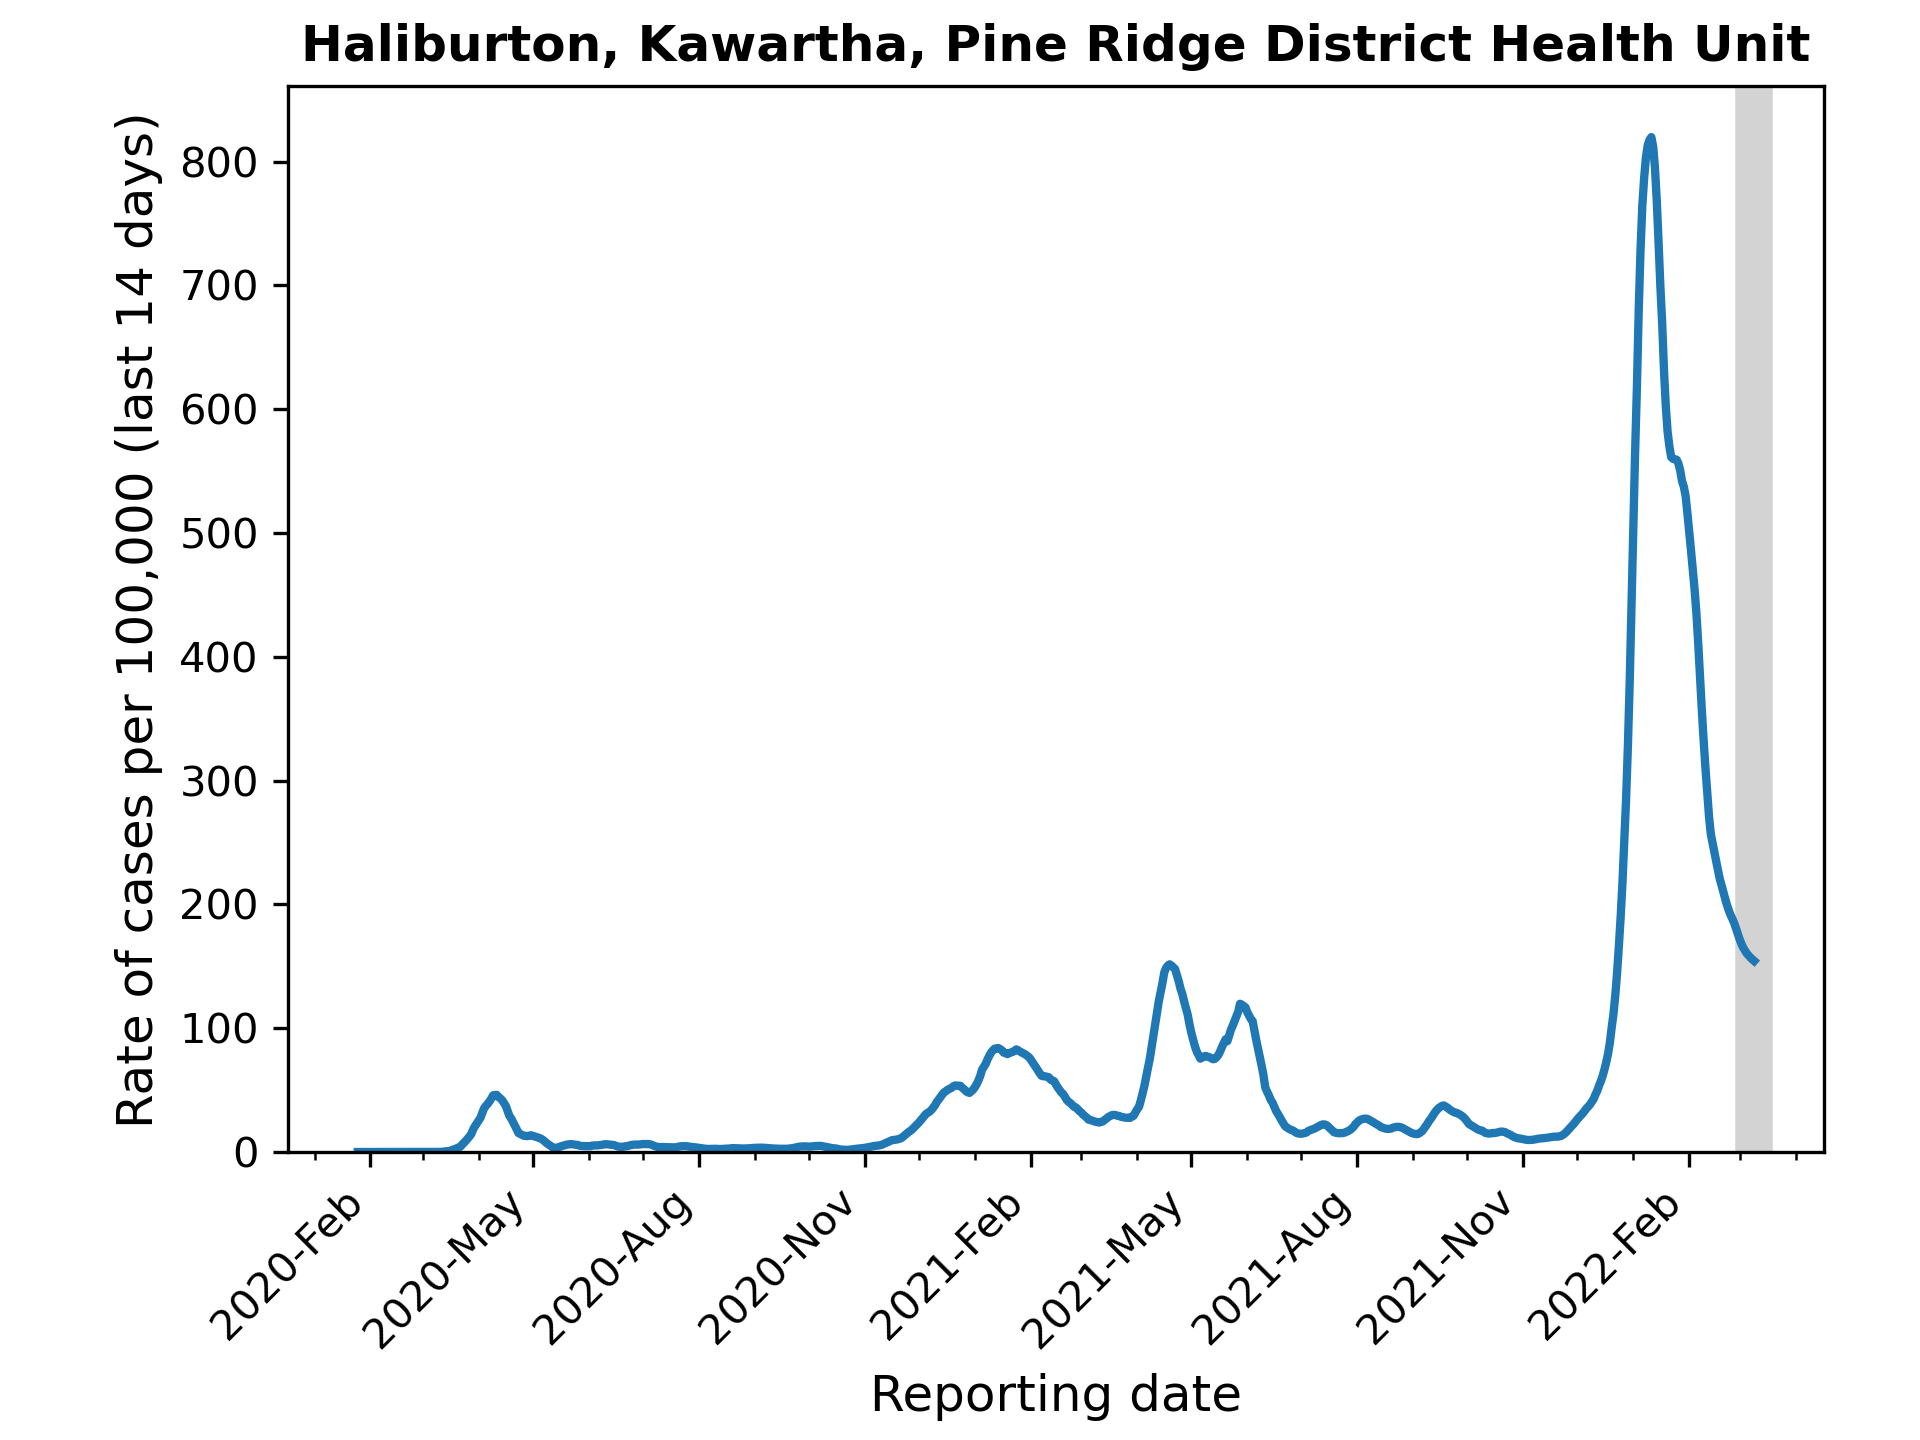 Haliburton, Kawartha, Pine Ridge District Health Unit
Rate of cases per 100,000 (last 14 days)
800
700
600
500
400
300
200
100
0
2020-Feb
2020-May
2020-Aug
2020-Nov
2021-Feb
2021-May
2021-Aug
2021-Nov
2022-Feb
Reporting date